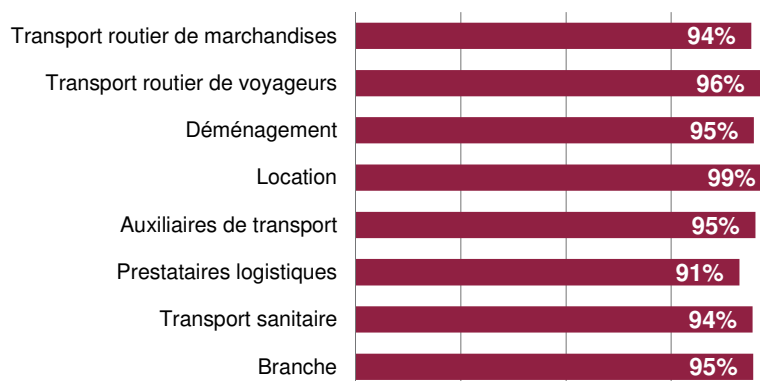 Transport routier de marchandises 94%
Transport routier de voyageurs 96%
Déménagement 95%
Location 99%
Auxiliaires de transport 95%
Prestataires logistiques 91%
Transport sanitaire 94%
Branche 95%